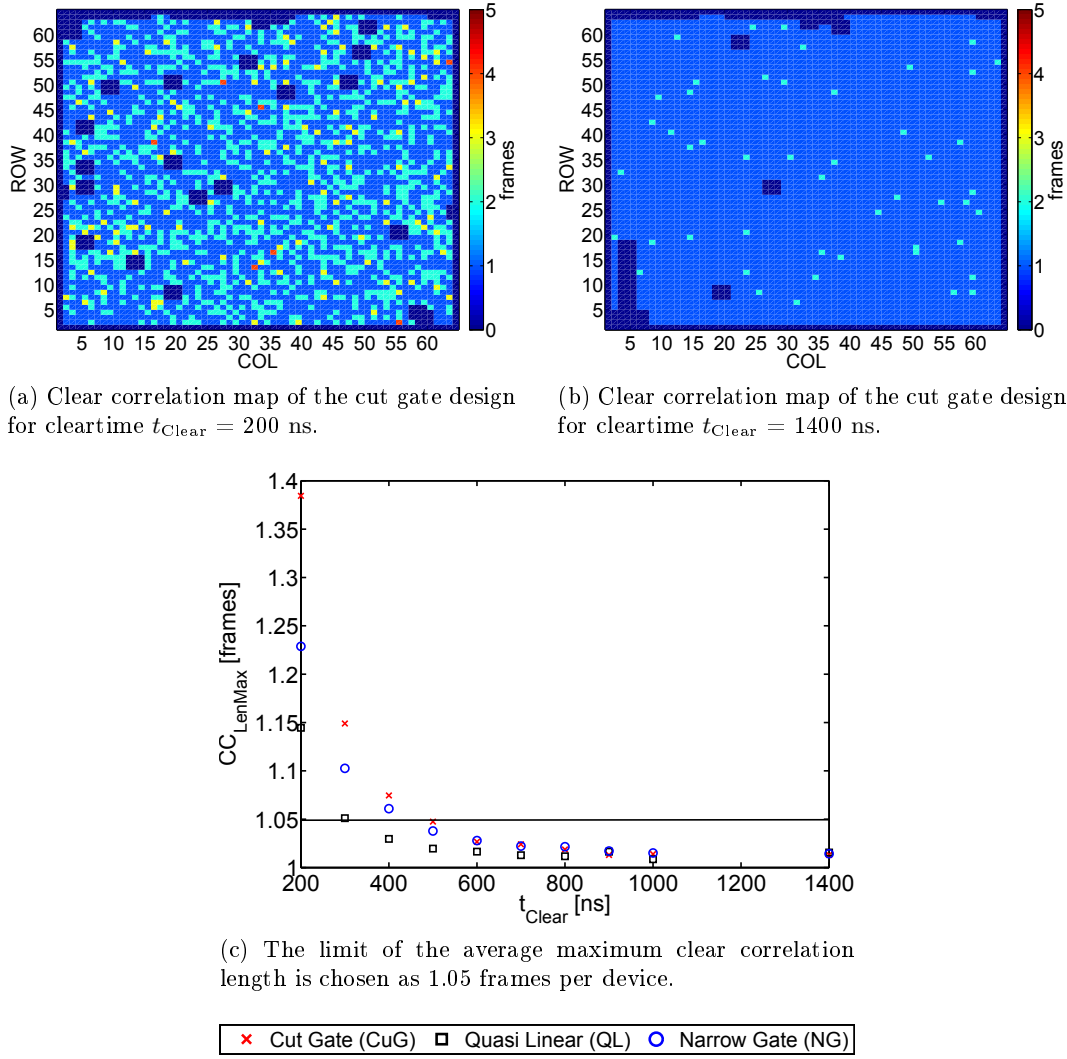 60
55
50
45
40
35
30
25
20
15
10
5
ROW
5 10 15 20 25 30 35 40 45 50 55 60
COL
5
4
3
2
1
0
frames
60
55
50
45
40
35
30
25
20
15
10
5
ROW
5 10 15 20 25 30 35 40 45 50 55 60
COL
5
4
3
2
1
0
frames
(a) Clear correlation map of the cut gate design
for cleartime t_Clear = 200 ns.
(b) Clear correlation map of the cut gate design
for cleartime t_Clear = 1400 ns.
1.4
1.35
1.3
1.25
1.2
1.15
1.1
1.05
1
CC_LenMax [frames]
200 400 600 800 1000 1200 1400
t_Clear [ns]
(c) The limit of the average maximum clear correlation
length is chosen as 1.05 frames per device.
Cut Gate (CuG) Quasi Linear (QL) Narrow Gate (NG)